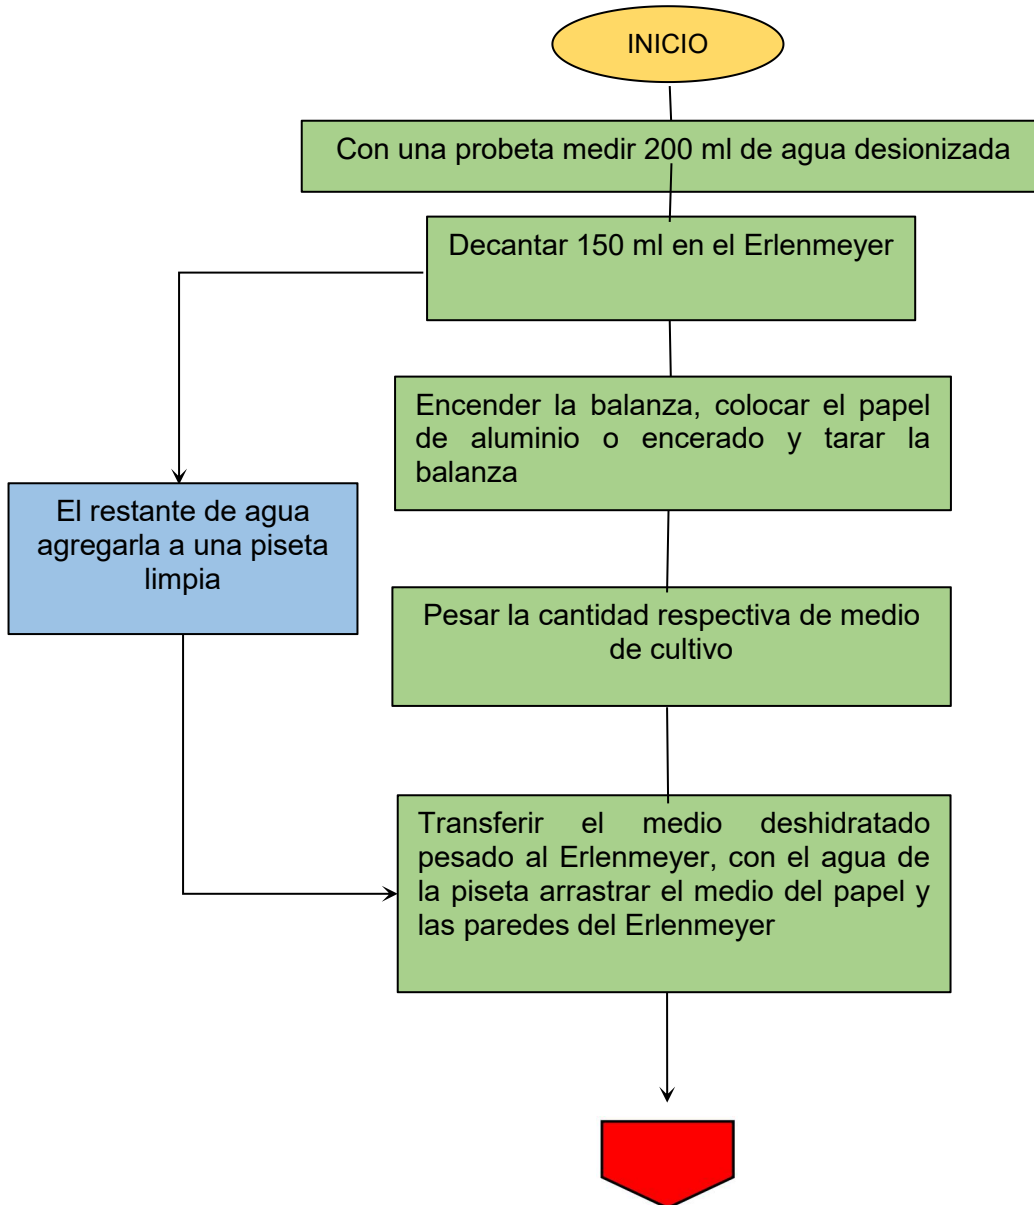 INICIO
Con una probeta medir 200 ml de agua desionizada
Decantar 150 ml en el Erlenmeyer
Encender la balanza, colocar el papel
de aluminio o encerado y tarar la
balanza
El restante de agua
agregarla a una piseta
limpia
Pesar la cantidad respectiva de medio
de cultivo
Transferir el medio deshidratado
pesado al Erlenmeyer, con el agua de
la piseta arrastrar el medio del papel y
las paredes del Erlenmeyer